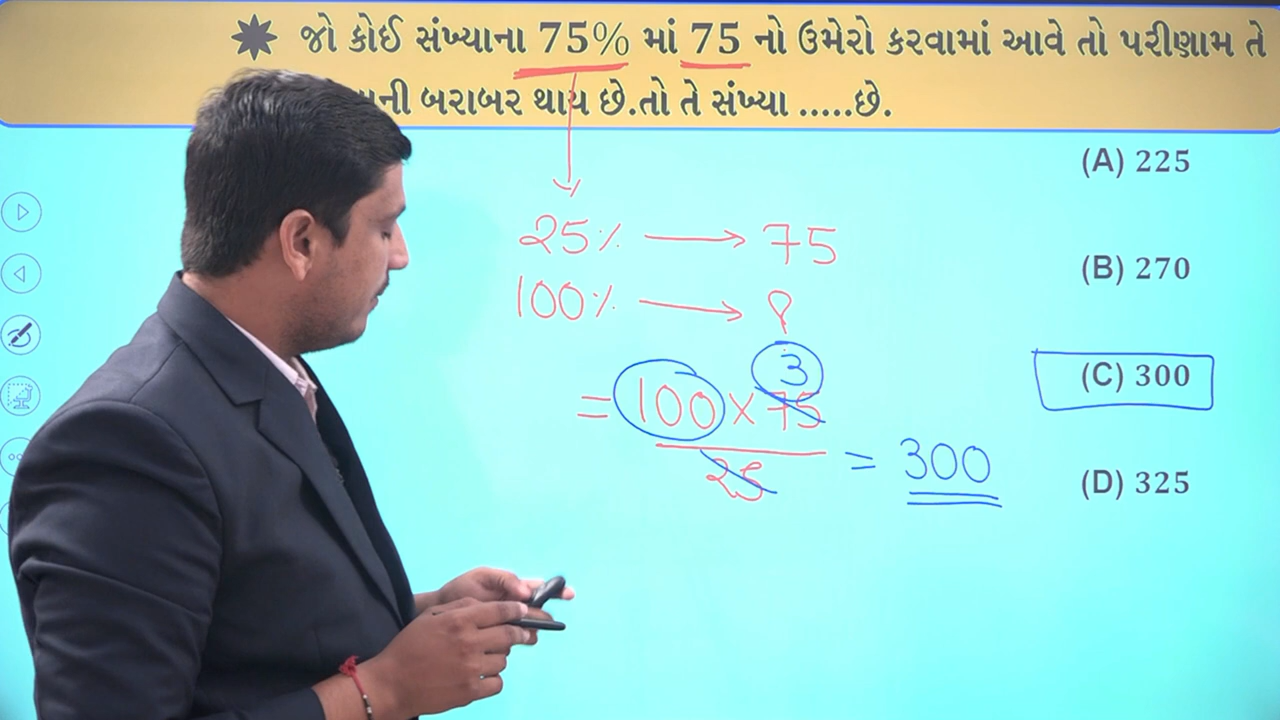 જો કોઈ સંખ્યાના 75% માં 75 નો ઉમેરો કરવામાં આવે તો પરીણામ તે
બરાબર થાય છે.તો તે સંખ્યા .....છે.
(A) 225
25% → 75
(B) 270
100% → ?
3
(C) 300
= 100 x 75
25
= 300
(D) 325